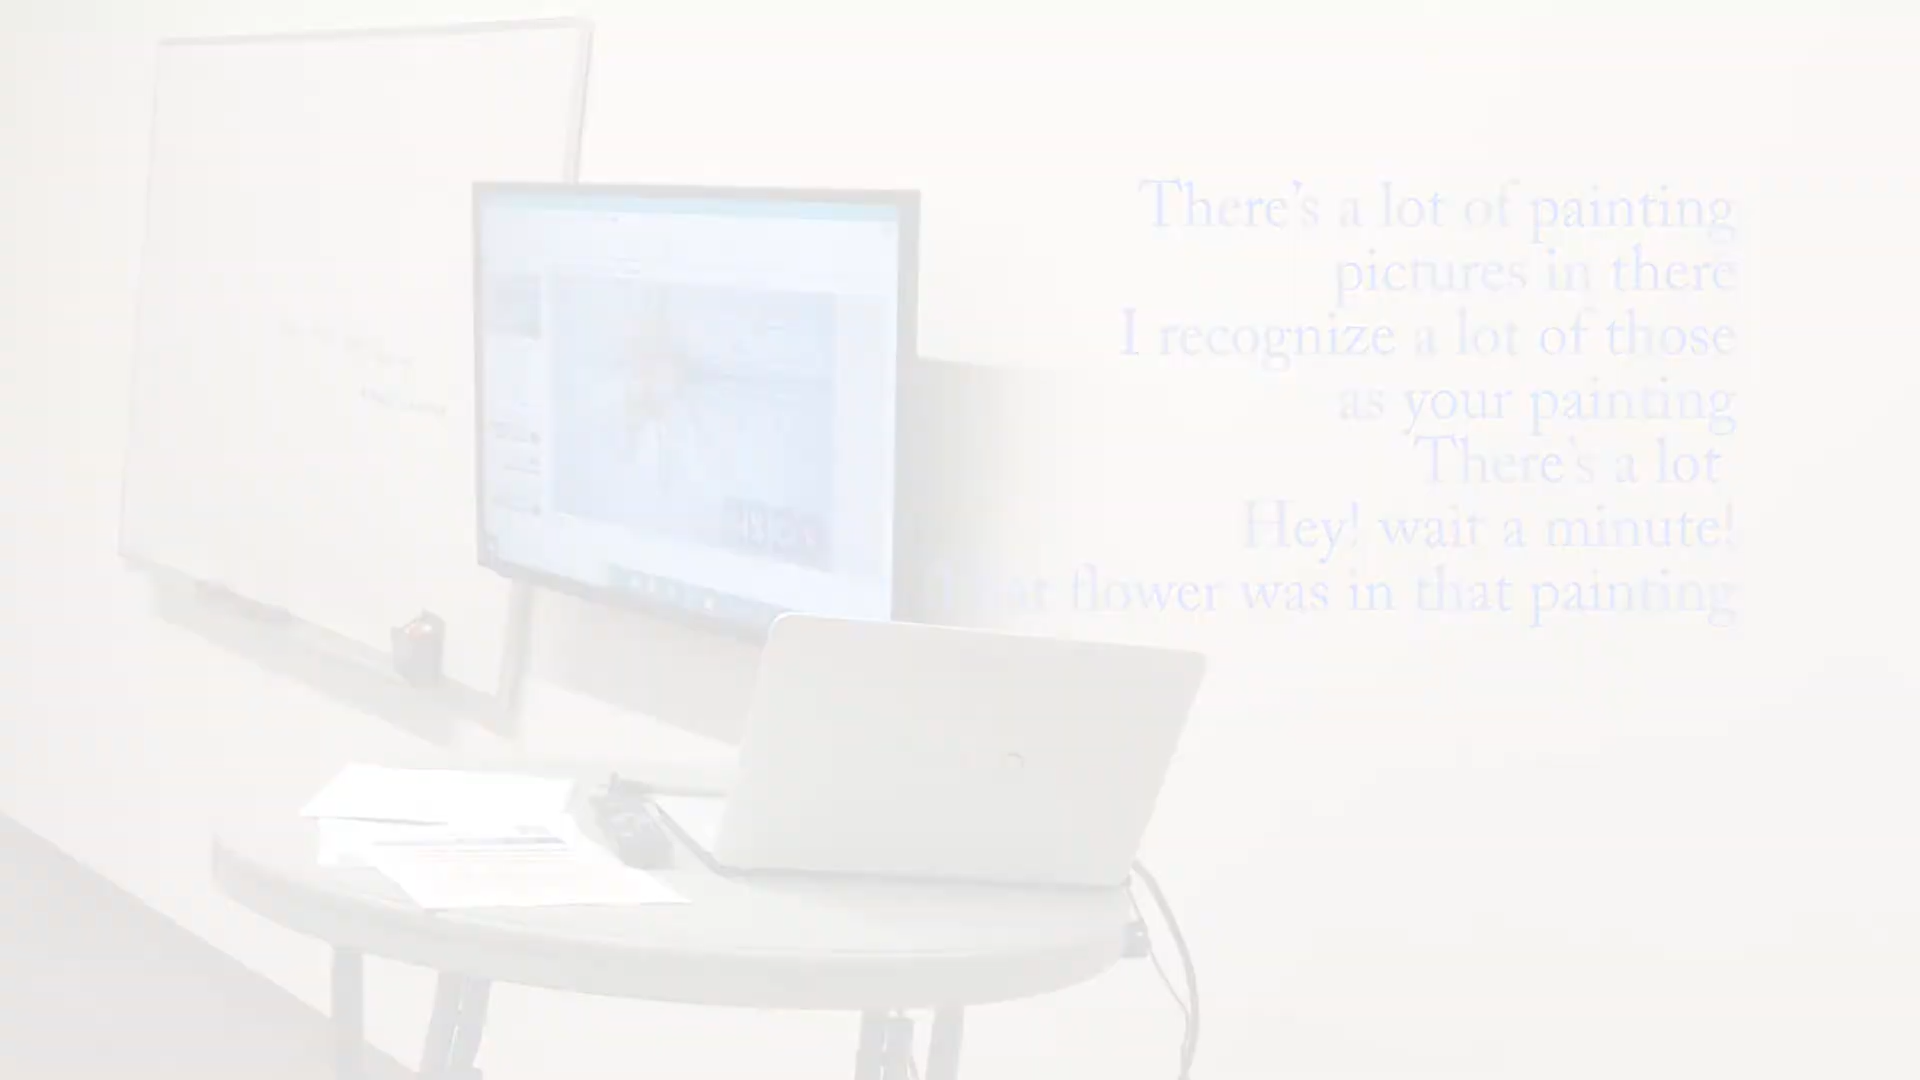 There's a lot of painting
pictures in there
I recognize a lot of those
as your painting
There's a lot
Hey! wait a minute!
That flower was in that painting